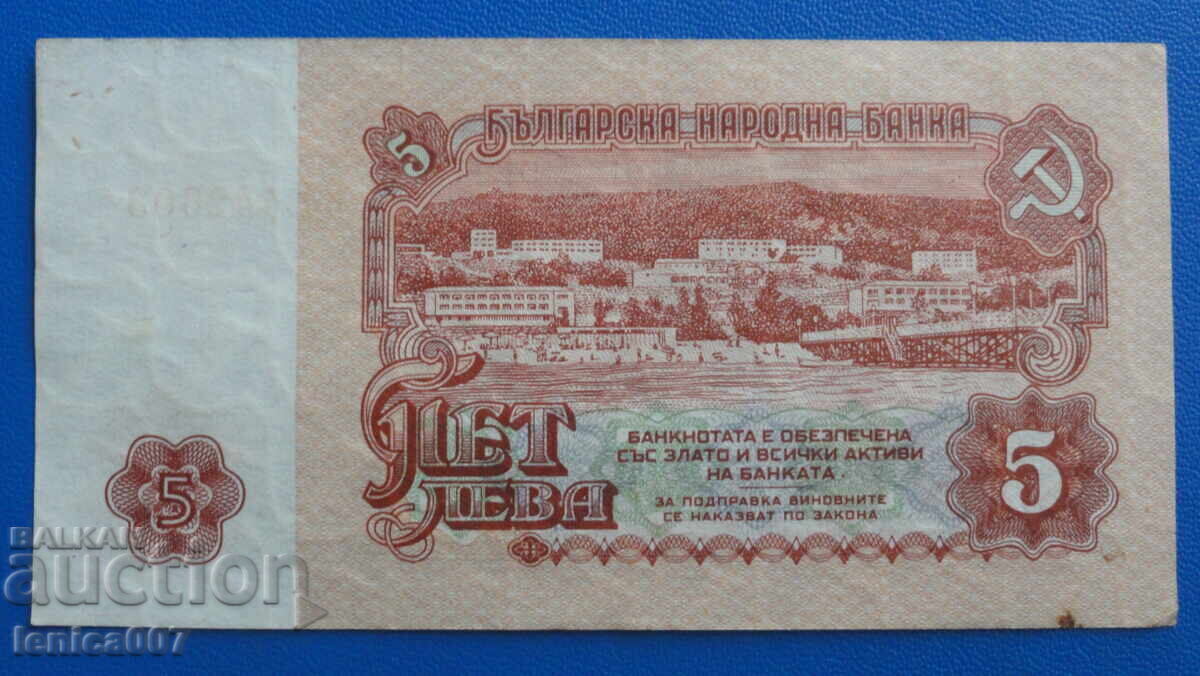 БЪЛГАРСКА НАРОДНА БАНКА
5
ПЕТ
ЛЕВА
БАНКНОТАТА Е ОБЕЗПЕЧЕНА
СЪС ЗЛАТО И ВСИЧКИ АКТИВИ
НА БАНКАТА.
ЗА ПОДПРАВКА ВИНОВНИТЕ
СЕ НАКАЗВАТ ПО ЗАКОНА
5
5
BALKAN
auction
lenica007